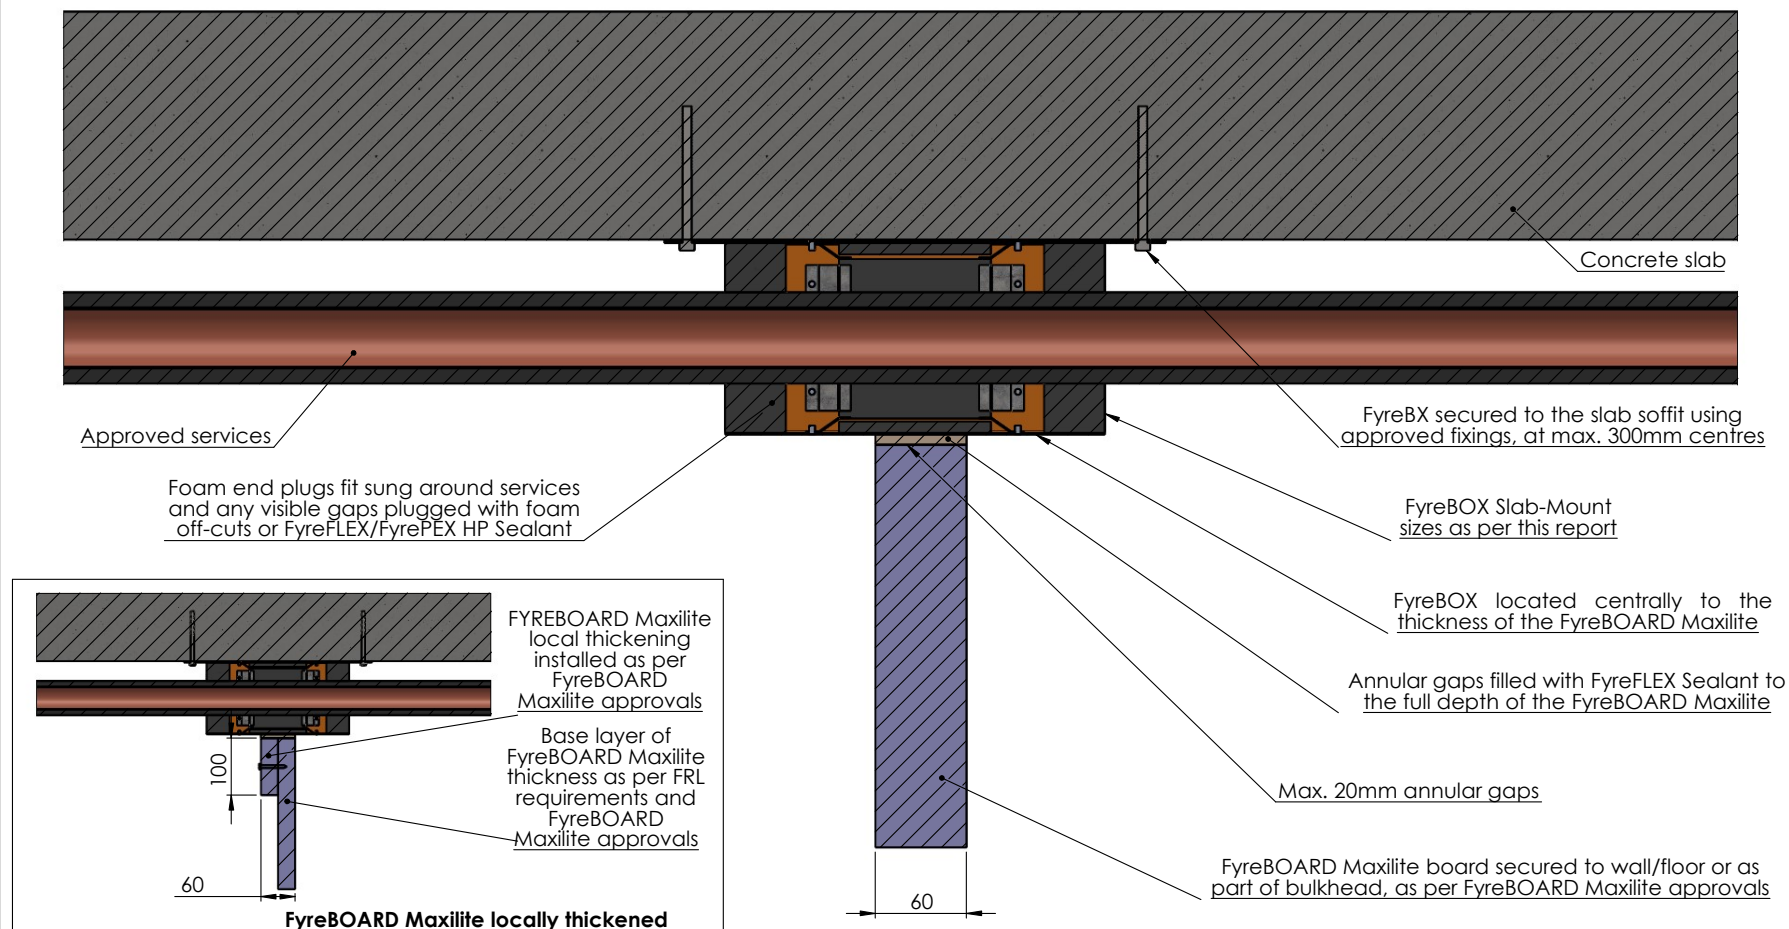 Concrete slab
Approved services
FyreBX secured to the slab soffit using
approved fixings, at max. 300mm centres
Foam end plugs fit sung around services
and any visible gaps plugged with foam
off-cuts or FyreFLEX/FyrePEX HP Sealant
FyreBOX Slab-Mount
sizes as per this report
FyreBOX located centrally to the
thickness of the FyreBOARD Maxilite
Annular gaps filled with FyreFLEX Sealant to
the full depth of the FyreBOARD Maxilite
Max. 20mm annular gaps
FyreBOARD Maxilite board secured to wall/floor or as
part of bulkhead, as per FyreBOARD Maxilite approvals
60
FYREBOARD Maxilite
local thickening
installed as per
FyreBOARD
Maxilite approvals
Base layer of
FyreBOARD Maxilite
thickness as per FRL
requirements and
FyreBOARD
Maxilite approvals
100
60
FyreBOARD Maxilite locally thickened